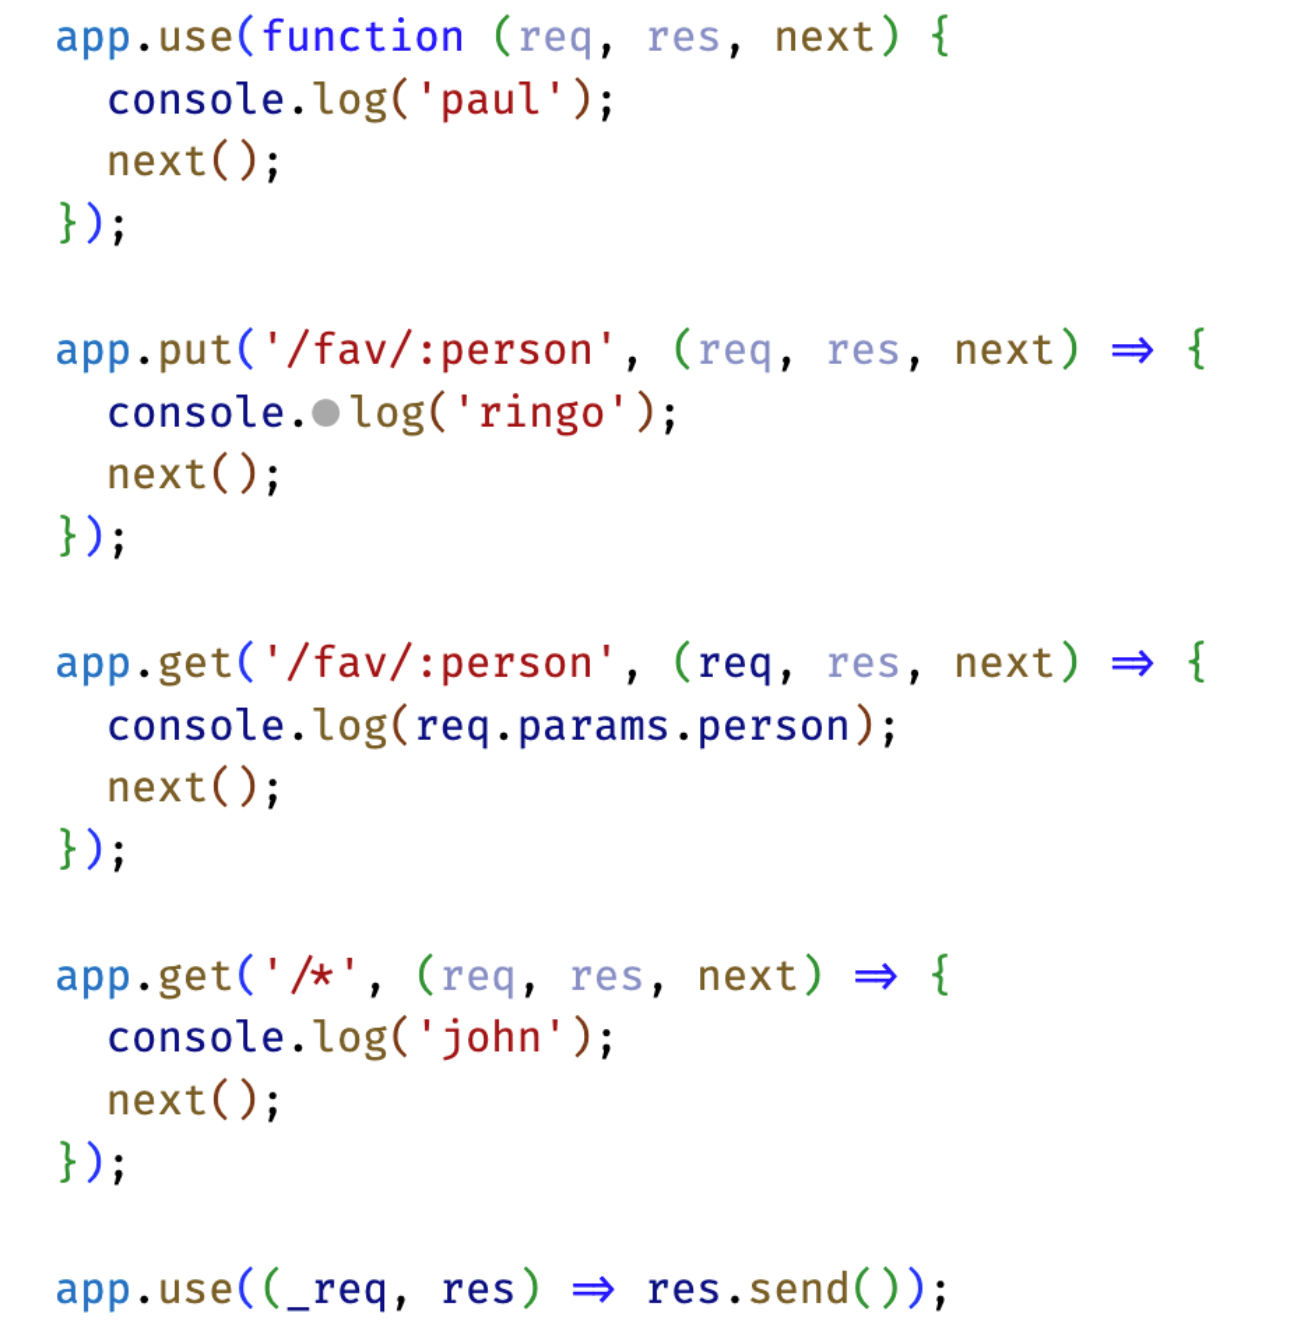 app.use(function (req, res, next) {
  console.log('paul');
  next();
});

app.put('/fav/:person', (req, res, next) => {
  console.●log('ringo');
  next();
});

app.get('/fav/:person', (req, res, next) => {
  console.log(req.params.person);
  next();
});

app.get('/*', (req, res, next) => {
  console.log('john');
  next();
});

app.use((_req, res) => res.send());